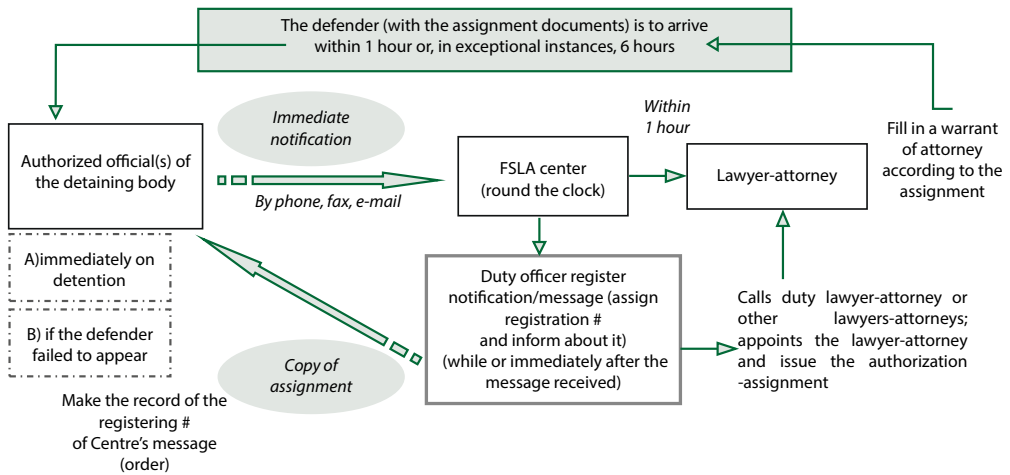 The defender (with the assignment documents) is to arrive
within 1 hour or, in exceptional instances, 6 hours
Immediate
notification
Within
1 hour
Authorized official(s) of
the detaining body
By phone, fax, e-mail
FSLA center
(round the clock)
Lawyer-attorney
Fill in a warrant
of attorney
according to the
assignment
A)immediately on
detention
B) if the defender
failed to appear
Make the record of the
registering #
of Centre's message
(order)
Copy of
assignment
Duty officer register
notification/message (assign
registration #
and inform about it)
(while or immediately after the
message received)
Calls duty lawyer-attorney or
other lawyers-attorneys;
appoints the lawyer-attorney
and issue the authorization
-assignment